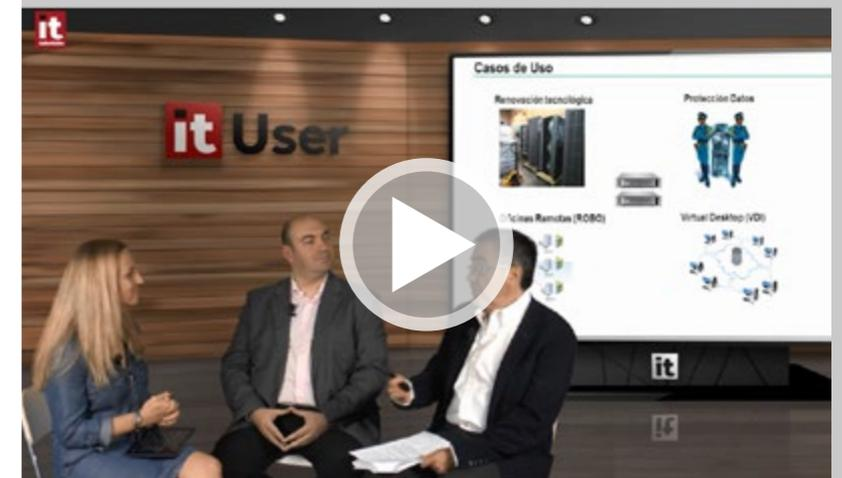 it
it User
Casos de Uso
Renovación tecnológica
Protección Datos
Oficinas Remotas (ROBO)
Virtual Desktop (VDI)
it